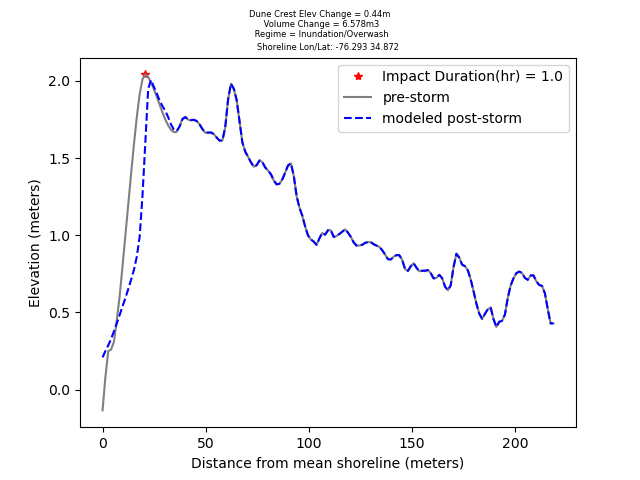 Dune Crest Elev Change = 0.44m
Volume Change = 6.578m3
Regime = Inundation/Overwash
Shoreline Lon/Lat: -76.293 34.872
Impact Duration(hr) = 1.0
pre-storm
modeled post-storm
2.0
1.5
1.0
0.5
0.0
Elevation (meters)
0
50
100
150
200
Distance from mean shoreline (meters)